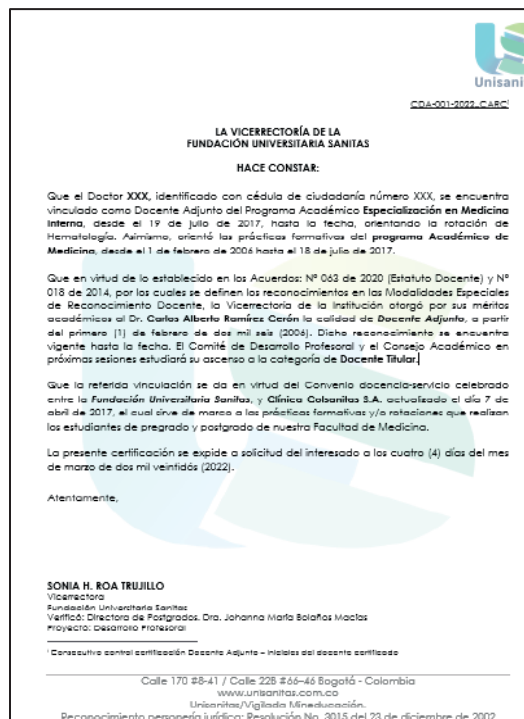 Unisani
CDA-001-2022_CARC¹
LA VICERRECTORÍA DE LA
FUNDACIÓN UNIVERSITARIA SANITAS
HACE CONSTAR:
Que el Doctor XXX, identificado con cédula de ciudadanía número XXX, se encuentra
vinculado como Docente Adjunto del Programa Académico Especialización en Medicina
Interna, desde el 19 de julio de 2017, hasta la fecha, orientando la rotación de
Hematología. Asimismo, orientó las prácticas formativas del programa Académico de
Medicina, desde el 1 de febrero de 2006 hasta el 18 de julio de 2017.
Que en virtud de lo establecido en los Acuerdos: Nº 063 de 2020 (Estatuto Docente) y Nº
018 de 2014, por los cuales se definen los reconocimientos en las Modalidades Especiales
de Reconocimiento Docente, la Vicerrectoría de la Institución otorgó por sus méritos
académicos al Dr. Carlos Alberto Ramírez Cerón la calidad de Docente Adjunto, a partir
del primero (1) de febrero de dos mil seis (2006). Dicho reconocimiento se encuentra
vigente hasta la fecha. El Comité de Desarrollo Profesoral y el Consejo Académico en
próximas sesiones estudiará su ascenso a la categoría de Docente Titular.
Que la referida vinculación se da en virtud del Convenio docencia-servicio celebrado
entre la Fundación Universitaria Sanitas, y Clínica Colsanitas S.A. actualizado el día 7 de
abril de 2017, el cual sirve de marco a las prácticas formativas y/o rotaciones que realizan
los estudiantes de pregrado y postgrado de nuestra Facultad de Medicina.
La presente certificación se expide a solicitud del interesado a los cuatro (4) días del mes
de marzo de dos mil veintidós (2022).
Atentamente,
SONIA H. ROA TRUJILLO
Vicerrectora
Fundación Universitaria Sanitas
Verificó: Directora de Postgrados, Dra. Johanna María Bolaños Macías
Proyectó: Desarrollo Profesoral
¹ Consecutivo control certificación Docente Adjunto – Iniciales del docente certificado
Calle 170 #8-41 / Calle 22B #66-46 Bogotá - Colombia
www.unisanitas.com.co
Unisanitas/Vigilada Mineducación.
Reconocimiento personería jurídica: Resolución No. 3015 del 23 de diciembre de 2002